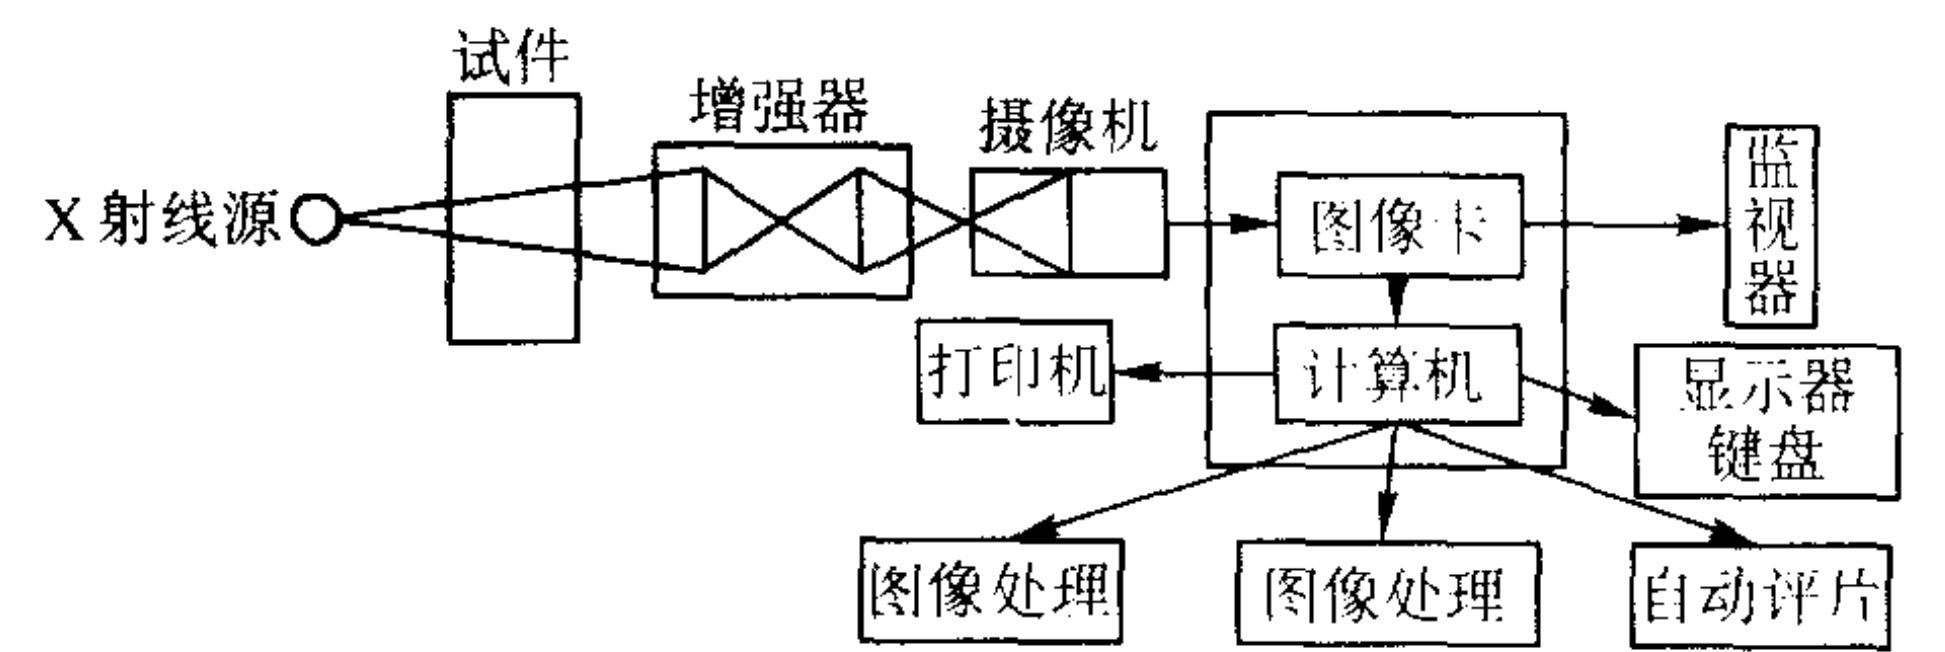 试件
增强器
摄像机
X射线源
图像卡
监视器
打印机
计算机
显示器
键盘
图像处理
图像处理
自动评片